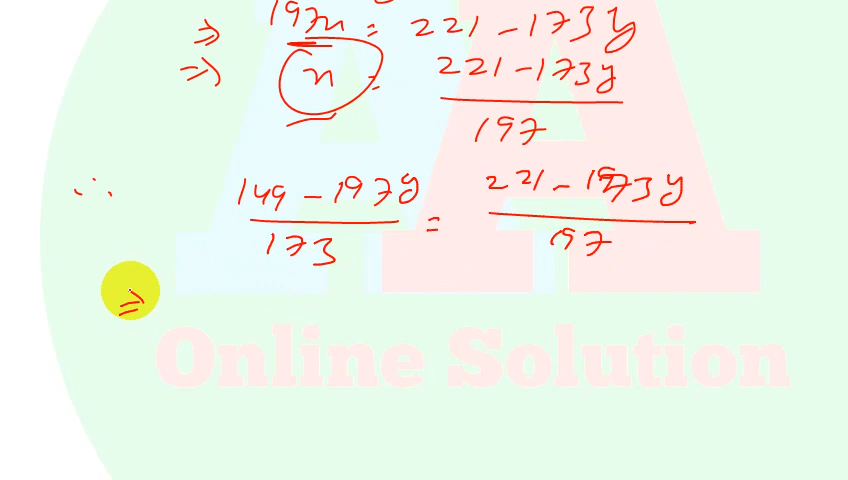 ⇒ 197x = 221 - 173y
⇒ x = (221 - 173y) / 197
∴ (149 - 197y) / 173 = (221 - 173y) / 197
⇒
Online Solution